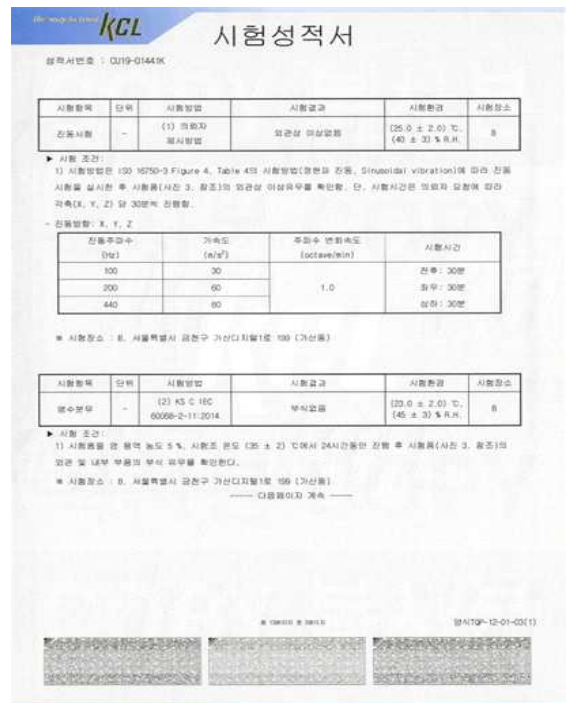 KCL
시험성적서
성적서번호 : CU19-01441K
시험항목 단위 시험방법 시험결과 시험환경 시험장소
진동시험 - (1) 의뢰자 제시방법 외관상 이상없음 (25.0 ± 2.0) ℃, (40 ± 3) % R.H. B
▶ 시험 조건:
1) 시험방법은 ISO 16750-3 Figure 4, Table 4의 시험방법(정현파 진동, Sinusoidal vibration)에 따라 진동
시험을 실시한 후 시험품(사진 3. 참조)의 외관상 이상유무를 확인함. 단, 시험시간은 의뢰자 요청에 따라
각축(X, Y, Z) 당 30분씩 진행함.
- 진동방향: X, Y, Z
진동주파수 (Hz) 가속도 (m/s²) 주파수 변화속도 (octave/min) 시험시간
100 30 1.0 전후: 30분
200 60 좌우: 30분
440 60 상하: 30분
※ 시험장소 : B. 서울특별시 금천구 가산디지털1로 199 (가산동)
시험항목 단위 시험방법 시험결과 시험환경 시험장소
염수분무 - (2) KS C IEC 60068-2-11:2014 부식없음 (23.0 ± 2.0) ℃, (45 ± 3) % R.H. B
▶ 시험 조건:
1) 시험품을 염 용액 농도 5 %, 시험조 온도 (35 ± 2) ℃에서 24시간동안 진행 후 시험품(사진 3. 참조)의
외관 및 내부 부품의 부식 유무를 확인한다.
※ 시험장소 : B. 서울특별시 금천구 가산디지털1로 199 (가산동)
----- 다음페이지 계속 -----
양식TQP-12-01-03(1)